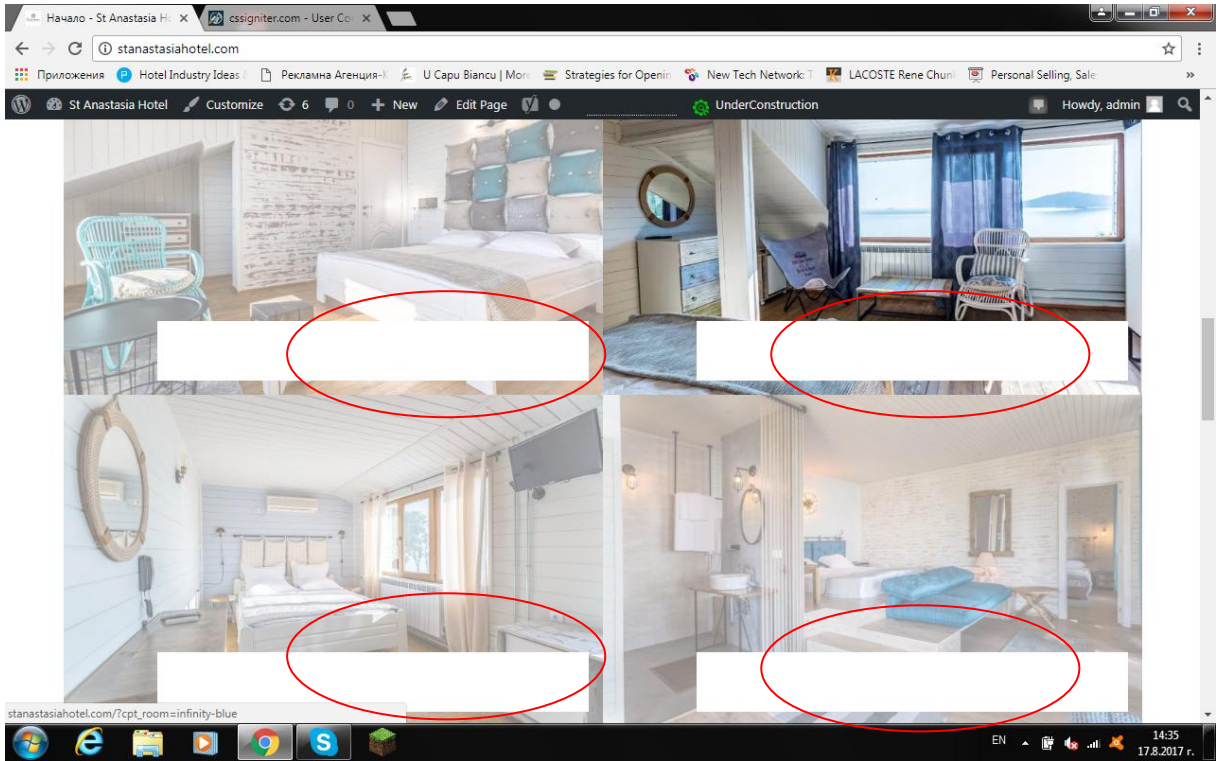 Начало - St Anastasia Ho
cssigniter.com - User Co
stanastasiahotel.com
Приложения Hotel Industry Ideas & Рекламна Агенция-К U Capu Biancu | More Strategies for Openin New Tech Network: T LACOSTE Rene Chuni Personal Selling, Sale »
St Anastasia Hotel Customize 6 0 New Edit Page UnderConstruction Howdy, admin
stanastasiahotel.com/?cpt_room=infinity-blue
EN 14:35
17.8.2017 г.